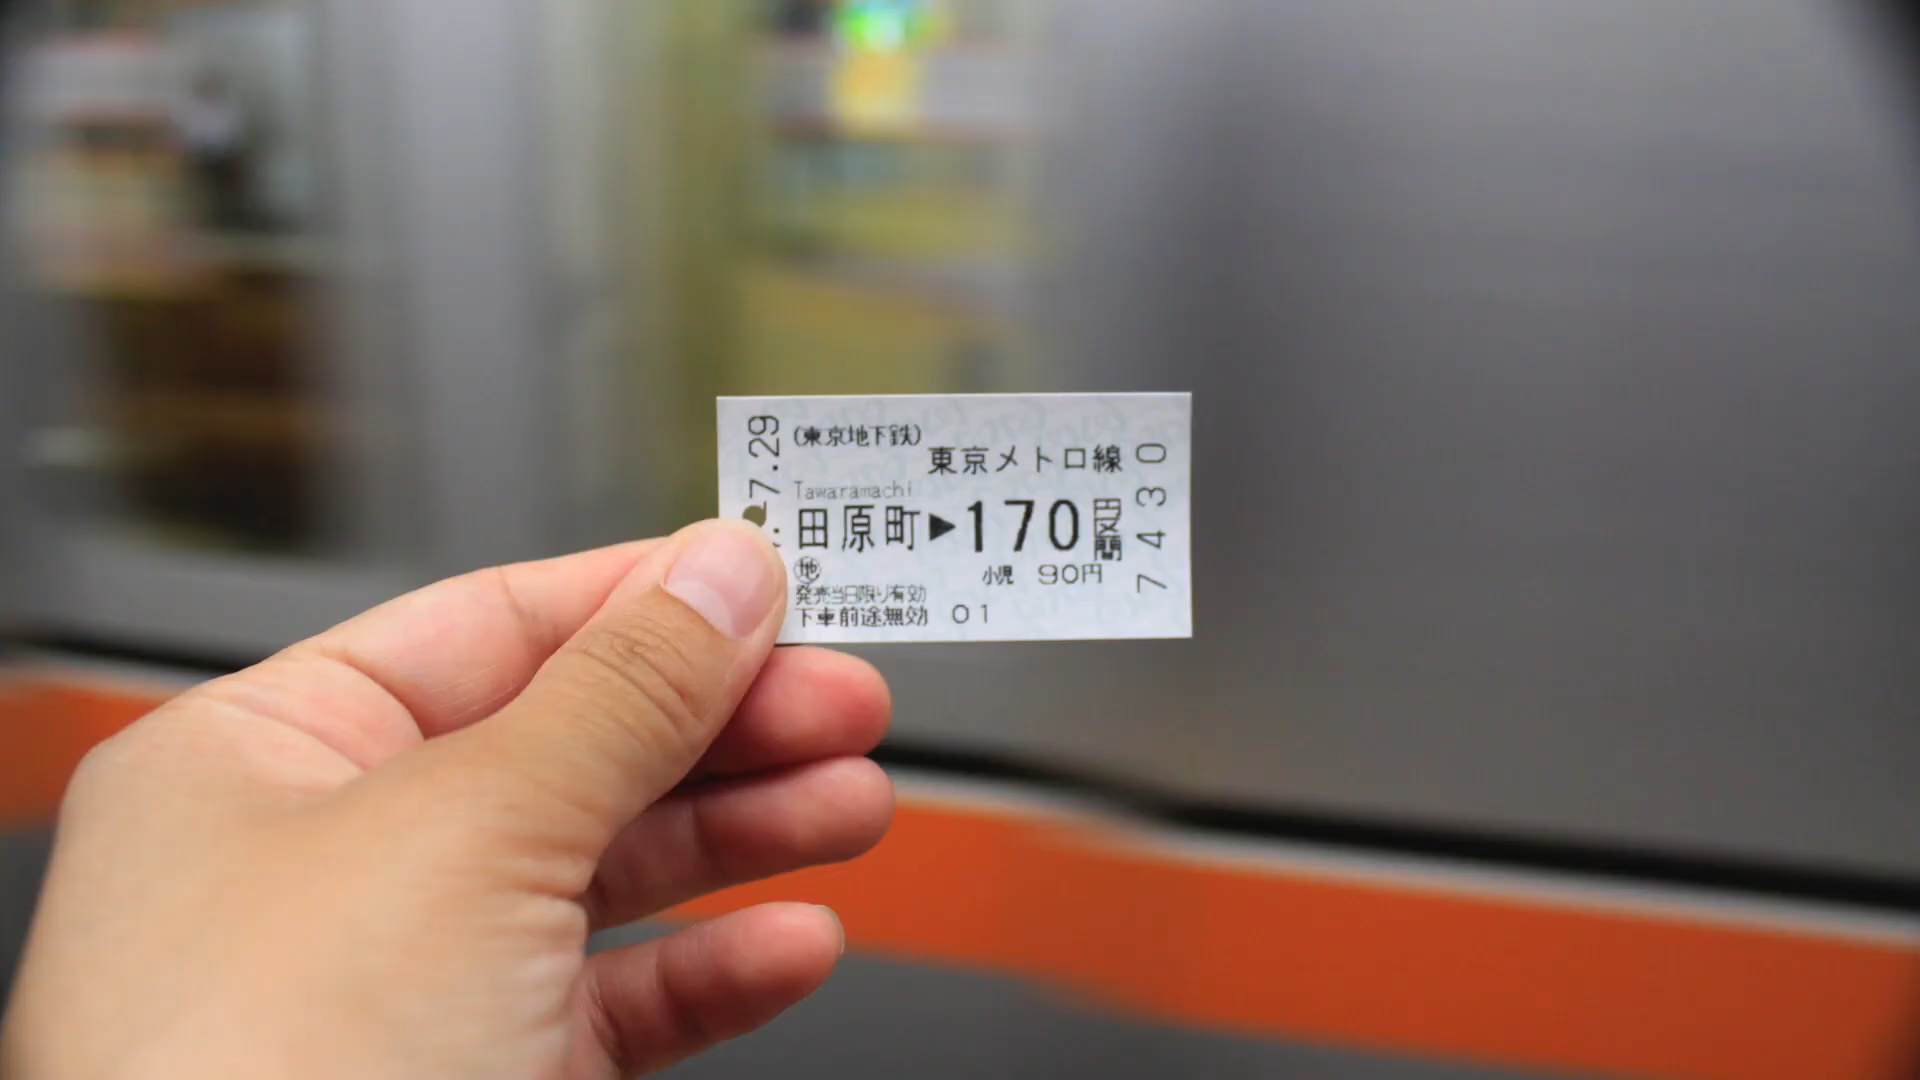 (東京地下鉄)
東京メトロ線
Tawaramachi
田原町▶170円区間
㊞小児 90円
発売当日限り有効
下車前途無効 01
7.29
7430